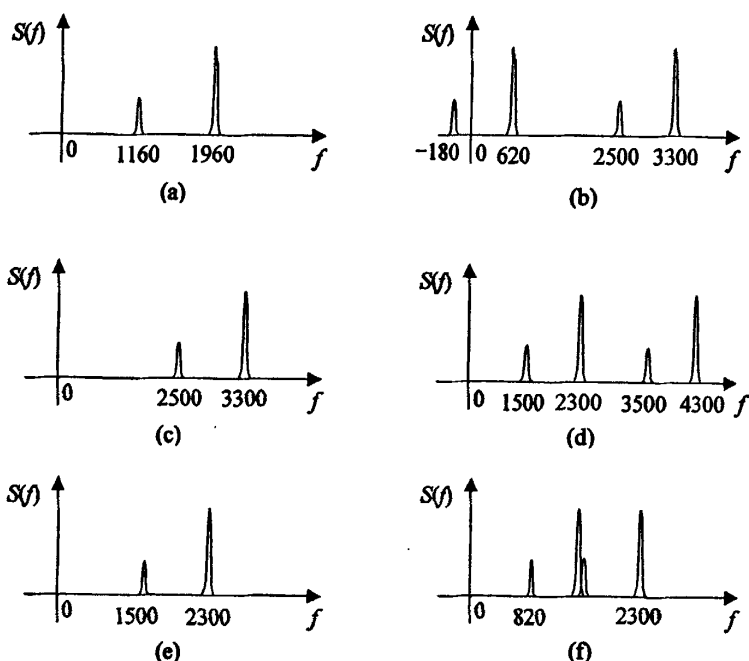 S(f)
0 1160 1960 f
(a)
S(f)
−180 0 620 2500 3300 f
(b)
S(f)
0 2500 3300 f
(c)
S(f)
0 1500 2300 3500 4300 f
(d)
S(f)
0 1500 2300 f
(e)
S(f)
0 820 2300 f
(f)